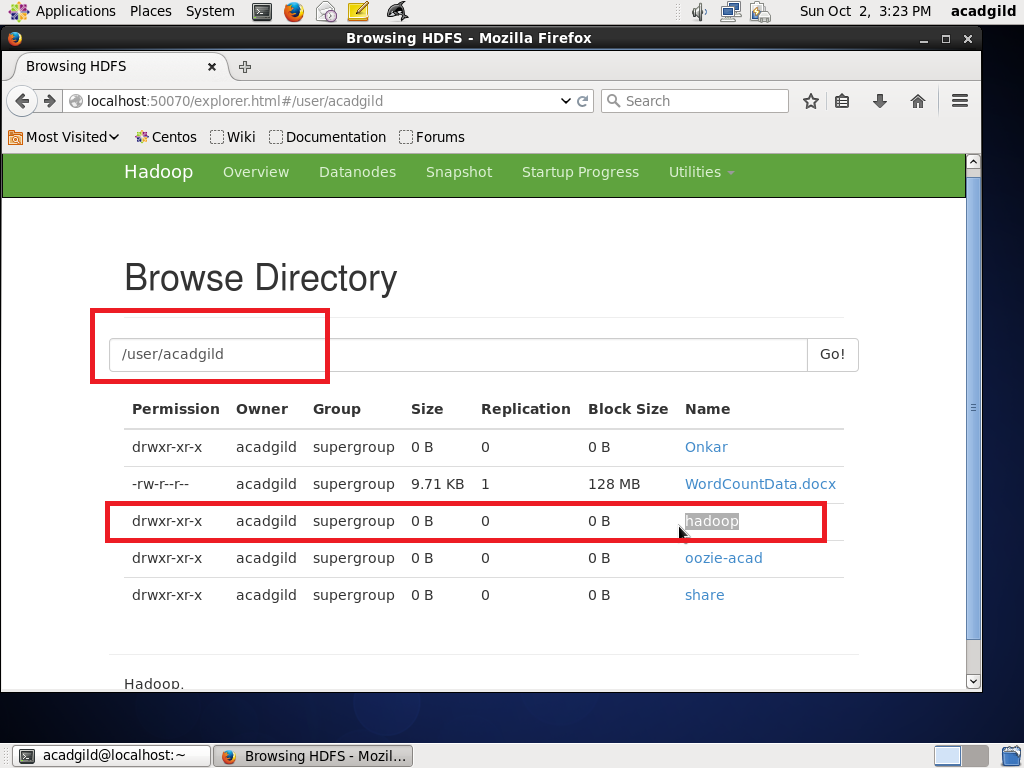 Applications Places System Sun Oct 2, 3:23 PM acadgild
Browsing HDFS - Mozilla Firefox
Browsing HDFS
localhost:50070/explorer.html#/user/acadgild Search
Most Visited Centos Wiki Documentation Forums
Hadoop Overview Datanodes Snapshot Startup Progress Utilities
Browse Directory
/user/acadgild Go!
Permission Owner Group Size Replication Block Size Name
drwxr-xr-x acadgild supergroup 0 B 0 0 B Onkar
-rw-r--r-- acadgild supergroup 9.71 KB 1 128 MB WordCountData.docx
drwxr-xr-x acadgild supergroup 0 B 0 0 B hadoop
drwxr-xr-x acadgild supergroup 0 B 0 0 B oozie-acad
drwxr-xr-x acadgild supergroup 0 B 0 0 B share
Hadoop,
acadgild@localhost:~ Browsing HDFS - Mozil...